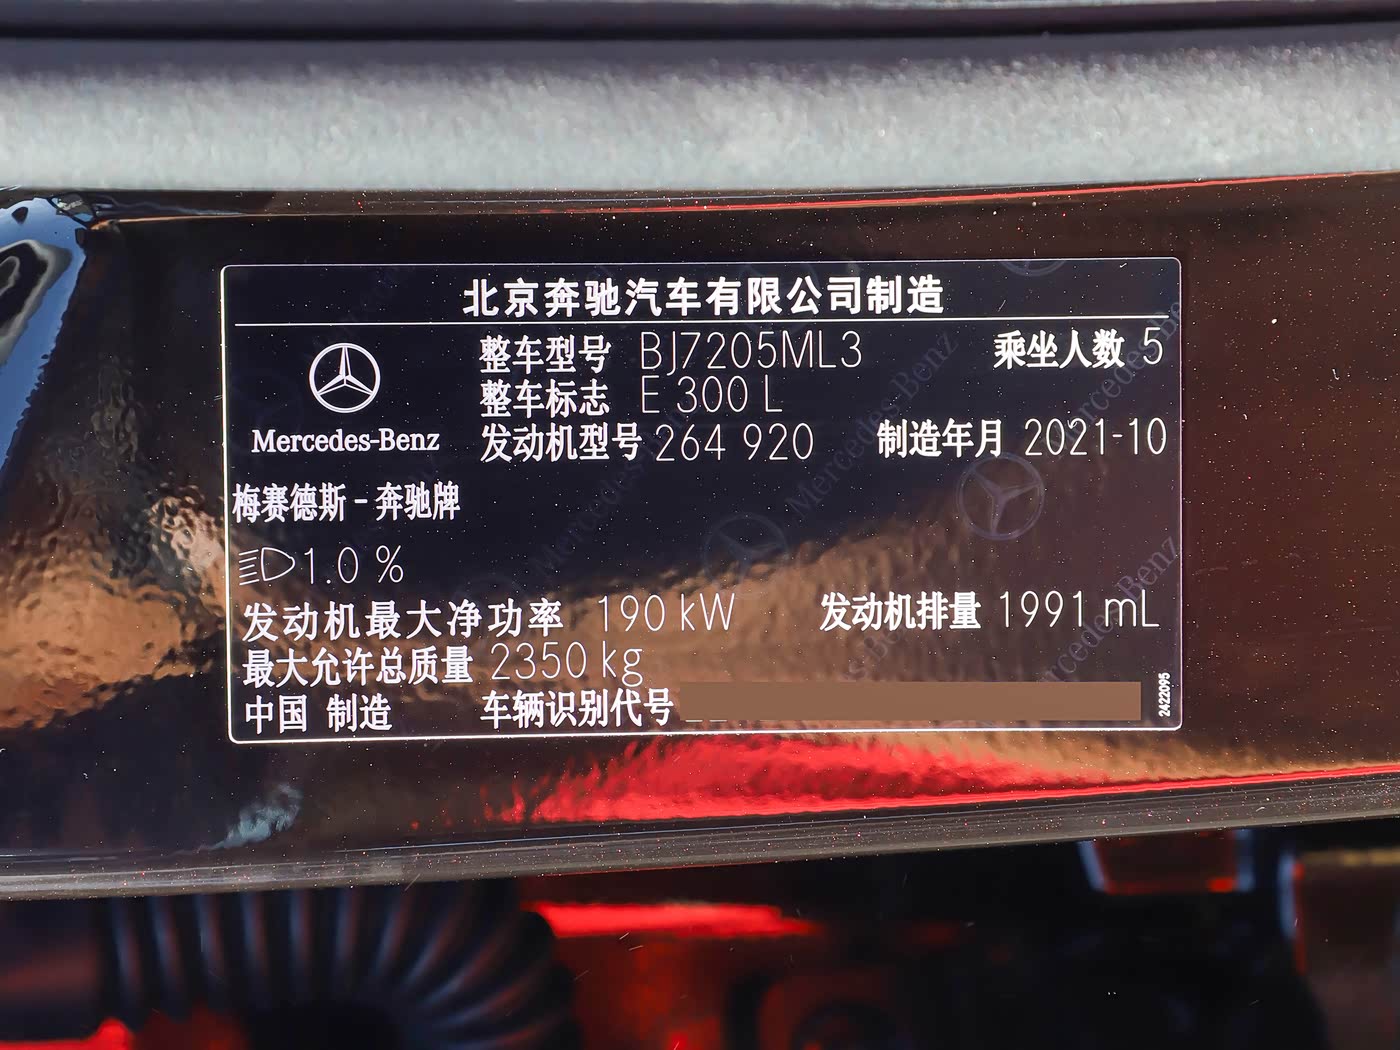 北京奔驰汽车有限公司制造
整车型号 BJ7205ML3 乘坐人数 5
整车标志 E 300 L
发动机型号 264 920 制造年月 2021-10
Mercedes-Benz
梅赛德斯-奔驰牌
1.0 %
发动机最大净功率 190 kW 发动机排量 1991 mL
最大允许总质量 2350 kg
中国 制造 车辆识别代号
2422095
Mercedes-Benz
Mercedes-Benz